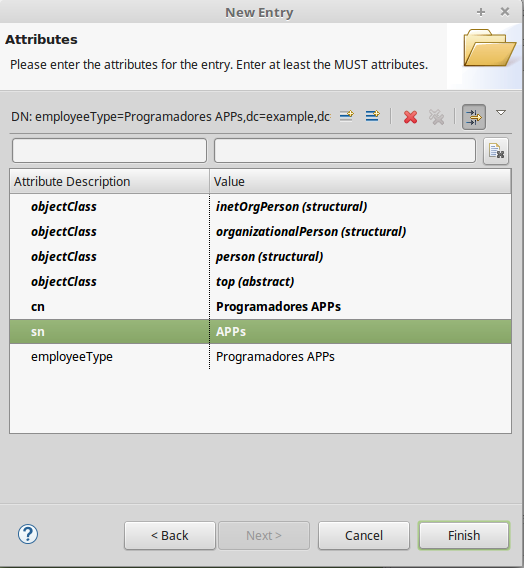 New Entry
Attributes
Please enter the attributes for the entry. Enter at least the MUST attributes.
DN: employeeType=Programadores APPs,dc=example,dc
Attribute Description Value
objectClass inetOrgPerson (structural)
objectClass organizationalPerson (structural)
objectClass person (structural)
objectClass top (abstract)
cn Programadores APPs
sn APPs
employeeType Programadores APPs
? < Back Next > Cancel Finish